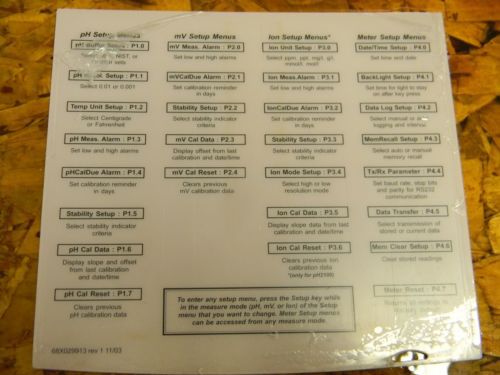 pH Setup Menus
pH Buffer Setup : P1.0
NIST,
sets
: P1.1
Select 0.01 or 0.001
Temp Unit Setup : P1.2
Select Centigrade
or Fahrenheit
pH Meas. Alarm : P1.3
Set low and high alarms
pHCalDue Alarm : P1.4
Set calibration reminder
in days
Stability Setup : P1.5
Select stability indicator
criteria
pH Cal Data : P1.6
Display slope and offset
from last calibration
and date/time
pH Cal Reset : P1.7
Clears previous
pH calibration data
mV Setup Menus
mV Meas. Alarm : P2.0
Set low and high alarms
mVCalDue Alarm : P2.1
Set calibration reminder
in days
Stability Setup : P2.2
Select stability indicator
criteria
mV Cal Data : P2.3
Display offset from last
calibration and date/time
mV Cal Reset : P2.4
Clears previous
mV calibration data
Ion Setup Menus*
Ion Unit Setup : P3.0
Select ppm, ppt, mg/l, g/l
mmol/l, mol/l
Ion Meas.Alarm : P3.1
Set low and high alarms
IonCalDue Alarm : P3.2
Set calibration reminder
in days
Stability Setup : P3.3
Select stability indicator
criteria
Ion Mode Setup : P3.4
Select high or low
resolution mode
Ion Cal Data : P3.5
Display slope data from
last calibration
and date/time
Ion Cal Reset : P3.6
Clears previous Ion
calibration data
*(only for pH2100)
Meter Setup Menus
Date/Time Setup : P4.0
Set time and date
BackLight Setup : P4.1
Set time for light to stay
on after key press
Data Log Setup : P4.2
Select manual or
logging and interval
MemRecall Setup : P4.3
Select auto or manual
memory recall
Tx/Rx Parameter : P4.4
Set baud rate, stop bits
and parity for RS232
communication
Data Transfer : P4.5
Select transmission of
stored or current data
Mem Clear Setup : P4.6
Clear stored readings
Meter Reset : P4.7
To enter any setup menu, press the Setup key while
in the measure mode (pH, mV, or Ion) of the Setup
menu that you want to change. Meter Setup menus
can be accessed from any measure mode.
68X029913 rev 1 11/03